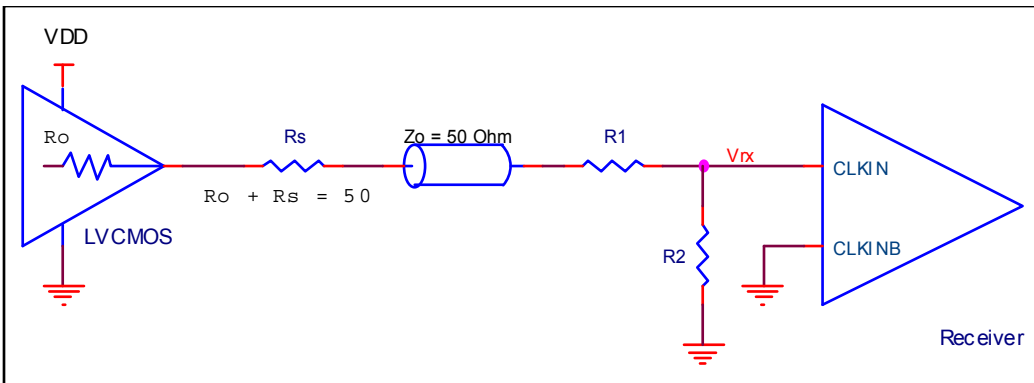 VDD
Ro
Rs
Zo = 50 Ohm
R1
Vrx
CLKIN
Ro + Rs = 50
LVCMOS
R2
CLKINB
Receiver